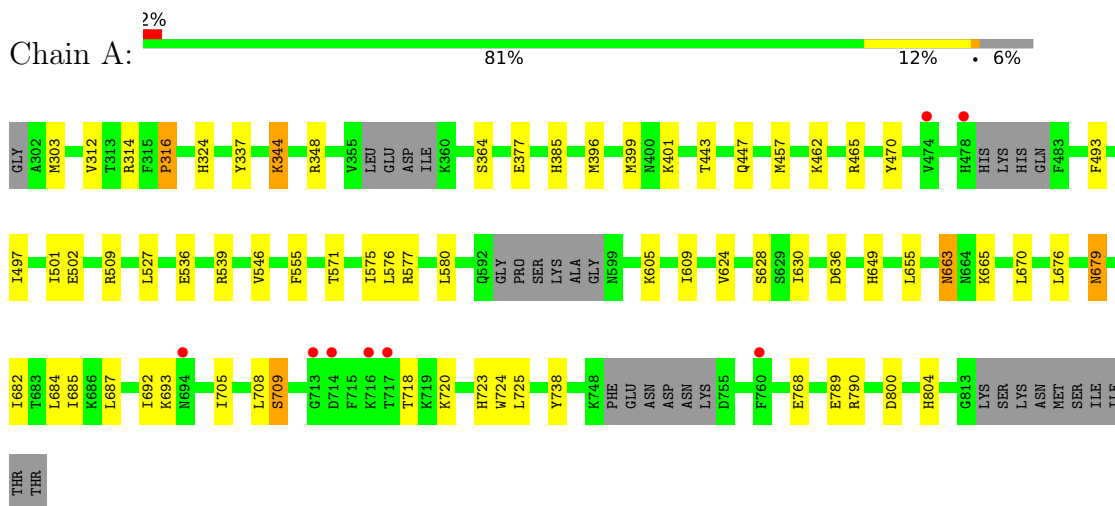 2%
Chain A:
81% 12% • 6%
GLY A302 M303 V312 T313 R314 F315 P316 H324 Y337 K344 R348 V355 LEU GLU ASP ILE K360 S364 E377 H385 M396 M399 N400 K401 T443 Q447 M457 K462 R465 Y470 V474 H478 HIS LYS HIS GLN F483 F493
I497 I501 E502 R509 L527 E536 R539 V546 F555 T571 I575 L576 R577 L580 Q592 GLY PRO SER LYS ALA GLY N599 K605 I609 V624 S628 S629 I630 D636 H649 L655 N663 N664 K665 L670 L676 N679
I682 T683 L684 I685 K686 L687 I692 K693 N694 I705 L708 S709 G713 D714 F715 K716 T717 T718 K719 K720 H723 W724 L725 Y738 K748 PHE GLU ASN ASP ASN LYS D755 F760 E768 E789 R790 D800 H804 G813 LYS SER LYS ASN MET SER ILE ILE
THR THR